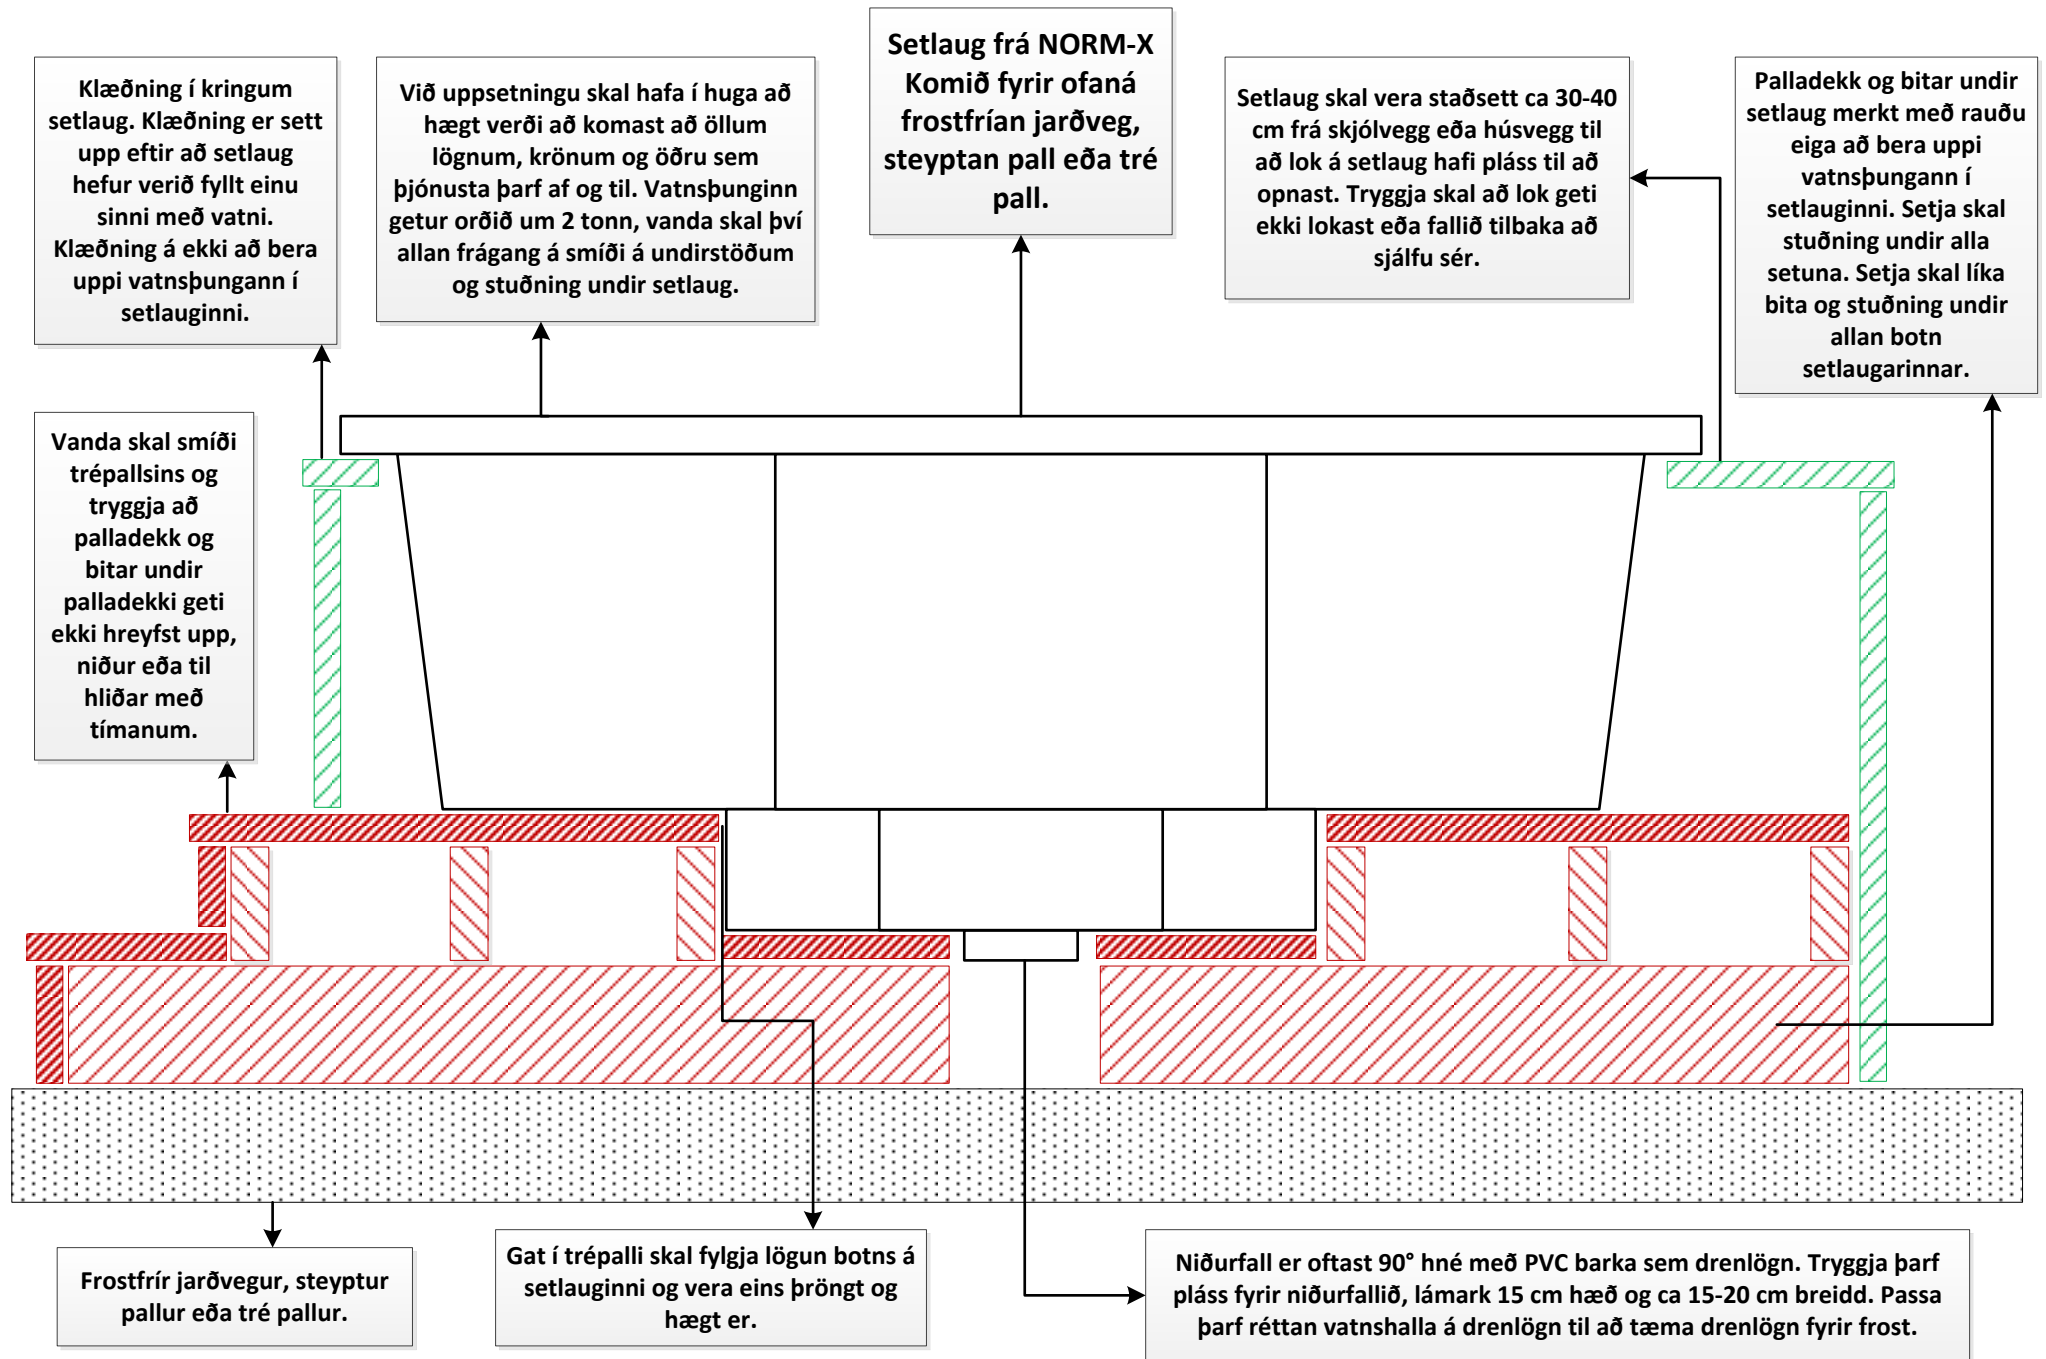 Klæðning í kringum
setlaug. Klæðning er sett
upp eftir að setlaug
hefur verið fyllt einu
sinni með vatni.
Klæðning á ekki að bera
uppi vatnsþungann í
setlauginni.
Við uppsetningu skal hafa í huga að
hægt verði að komast að öllum
lögnum, krönum og öðru sem
þjónusta þarf af og til. Vatnsþunginn
getur orðið um 2 tonn, vanda skal því
allan frágang á smíði á undirstöðum
og stuðning undir setlaug.
Setlaug frá NORM-X
Komið fyrir ofaná
frostfrían jarðveg,
steyptan pall eða tré
pall.
Setlaug skal vera staðsett ca 30-40
cm frá skjólvegg eða húsvegg til
að lok á setlaug hafi pláss til að
opnast. Tryggja skal að lok geti
ekki lokast eða fallið tilbaka að
sjálfu sér.
Palladekk og bitar undir
setlaug merkt með rauðu
eiga að bera uppi
vatnsþungann í
setlauginni. Setja skal
stuðning undir alla
setuna. Setja skal líka
bita og stuðning undir
allan botn
setlaugarinnar.
Vanda skal smíði
trépallsins og
tryggja að
palladekk og
bitar undir
palladekki geti
ekki hreyfst upp,
niður eða til
hliðar með
tímanum.
Frostfrír jarðvegur, steyptur
pallur eða tré pallur.
Gat í trépalli skal fylgja lögun botns á
setlauginni og vera eins þröngt og
hægt er.
Niðurfall er oftast 90° hné með PVC barka sem drenlögn. Tryggja þarf
pláss fyrir niðurfallið, lámark 15 cm hæð og ca 15-20 cm breidd. Passa
þarf réttan vatnshalla á drenlögn til að tæma drenlögn fyrir frost.